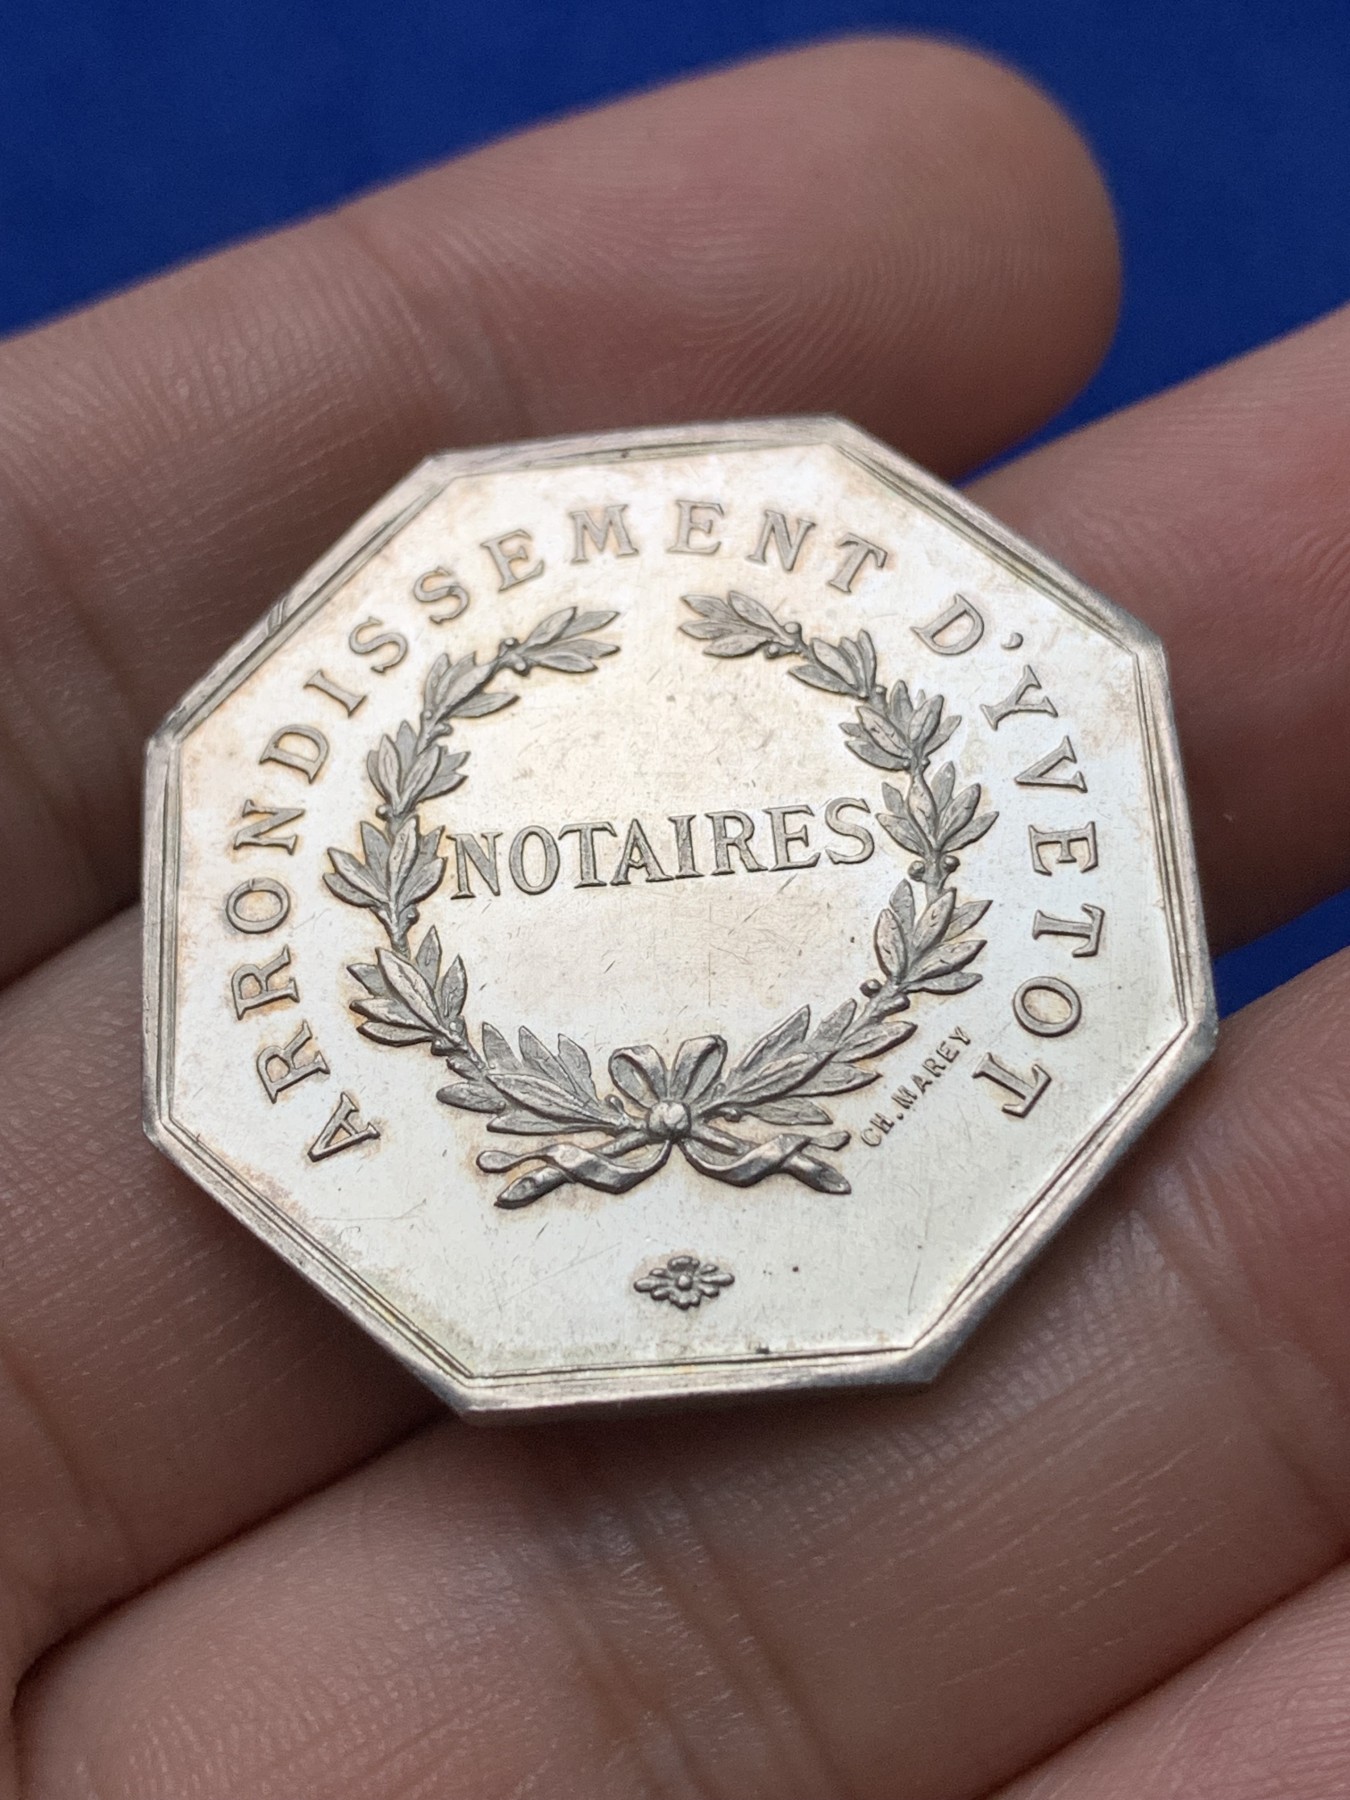 ARRONDISSEMENT D'YVETOT
NOTAIRES
CH. MAREY